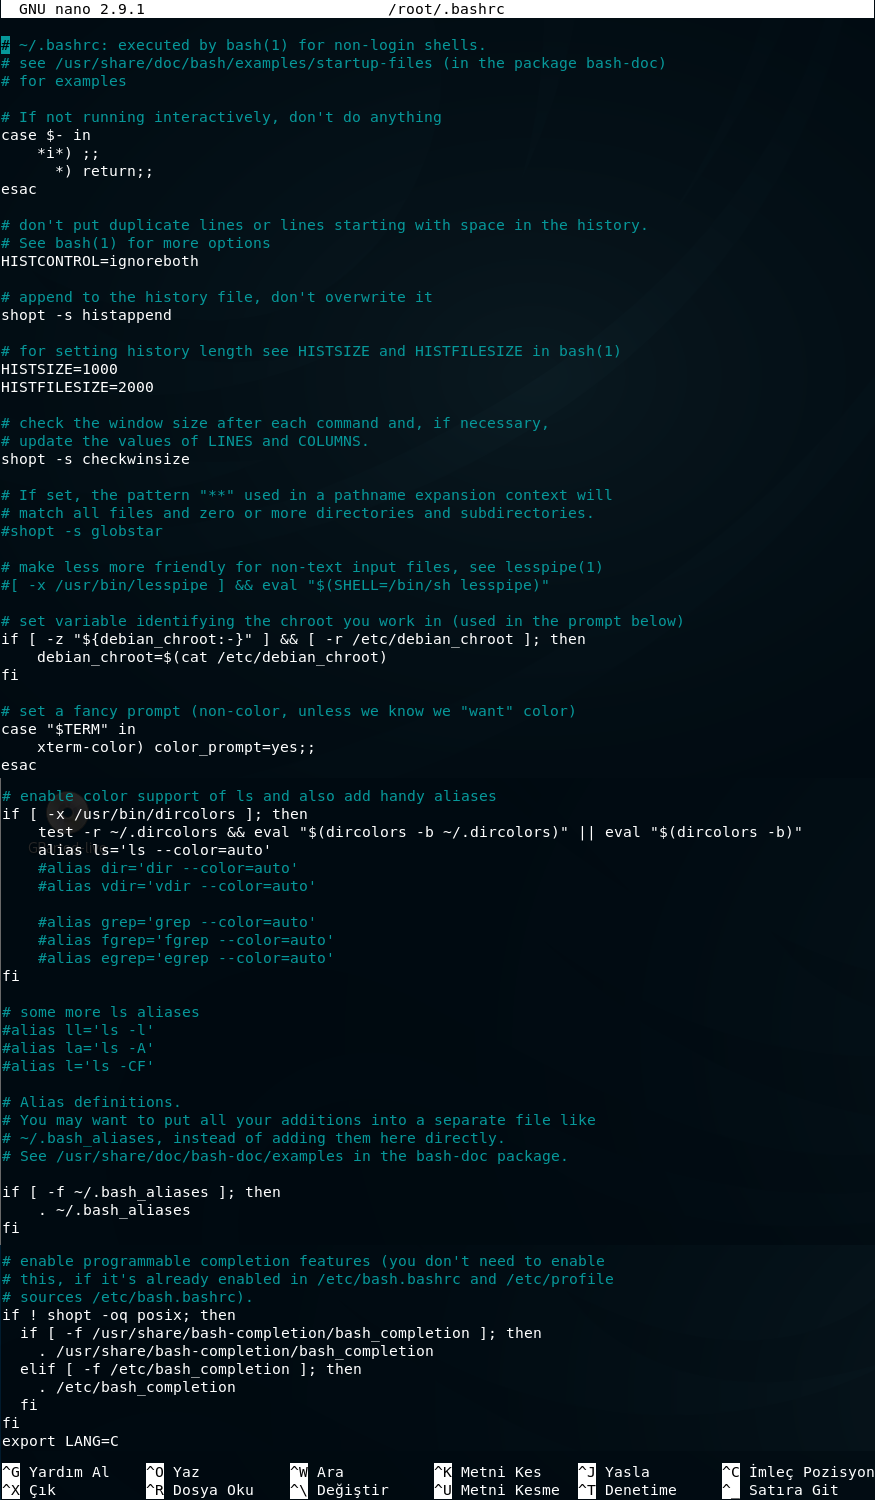 GNU nano 2.9.1 /root/.bashrc
# ~/.bashrc: executed by bash(1) for non-login shells.
# see /usr/share/doc/bash/examples/startup-files (in the package bash-doc)
# for examples
# If not running interactively, don't do anything
case $- in
    *i*) ;;
      *) return;;
esac
# don't put duplicate lines or lines starting with space in the history.
# See bash(1) for more options
HISTCONTROL=ignoreboth
# append to the history file, don't overwrite it
shopt -s histappend
# for setting history length see HISTSIZE and HISTFILESIZE in bash(1)
HISTSIZE=1000
HISTFILESIZE=2000
# check the window size after each command and, if necessary,
# update the values of LINES and COLUMNS.
shopt -s checkwinsize
# If set, the pattern "**" used in a pathname expansion context will
# match all files and zero or more directories and subdirectories.
#shopt -s globstar
# make less more friendly for non-text input files, see lesspipe(1)
#[ -x /usr/bin/lesspipe ] && eval "$(SHELL=/bin/sh lesspipe)"
# set variable identifying the chroot you work in (used in the prompt below)
if [ -z "${debian_chroot:-}" ] && [ -r /etc/debian_chroot ]; then
    debian_chroot=$(cat /etc/debian_chroot)
fi
# set a fancy prompt (non-color, unless we know we "want" color)
case "$TERM" in
    xterm-color) color_prompt=yes;;
esac
# enable color support of ls and also add handy aliases
if [ -x /usr/bin/dircolors ]; then
    test -r ~/.dircolors && eval "$(dircolors -b ~/.dircolors)" || eval "$(dircolors -b)"
    alias ls='ls --color=auto'
    #alias dir='dir --color=auto'
    #alias vdir='vdir --color=auto'
    #alias grep='grep --color=auto'
    #alias fgrep='fgrep --color=auto'
    #alias egrep='egrep --color=auto'
fi
# some more ls aliases
#alias ll='ls -l'
#alias la='ls -A'
#alias l='ls -CF'
# Alias definitions.
# You may want to put all your additions into a separate file like
# ~/.bash_aliases, instead of adding them here directly.
# See /usr/share/doc/bash-doc/examples in the bash-doc package.
if [ -f ~/.bash_aliases ]; then
    . ~/.bash_aliases
fi
# enable programmable completion features (you don't need to enable
# this, if it's already enabled in /etc/bash.bashrc and /etc/profile
# sources /etc/bash.bashrc).
if ! shopt -oq posix; then
  if [ -f /usr/share/bash-completion/bash_completion ]; then
    . /usr/share/bash-completion/bash_completion
  elif [ -f /etc/bash_completion ]; then
    . /etc/bash_completion
  fi
fi
export LANG=C
^G Yardım Al ^O Yaz ^W Ara ^K Metni Kes ^J Yasla ^C İmleç Pozisyon
^X Çık ^R Dosya Oku ^\ Değiştir ^U Metni Kesme ^T Denetime ^_ Satıra Git